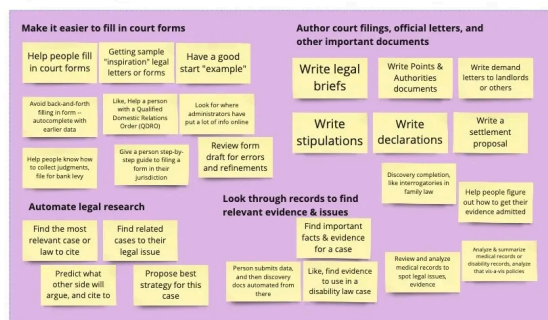 Make it easier to fill in court forms
Help people fill
in court forms
Getting sample
"inspiration" legal
letters or forms
Have a good
start "example"
Avoid back-and-forth
filling in form --
autocomplete with
earlier data
Like, Help a person
with a Qualified
Domestic Relations
Order (QDRO)
Look for where
administrators have
put a lot of info online
Help people know
how to collect judgments,
file for bank levy
Give a person step-by-
step guide to filing a
form in their
jurisdiction
Review form
draft for errors
and refinements
Author court filings, official letters, and
other important documents
Write legal
briefs
Write Points &
Authorities
documents
Write demand
letters to landlords
or others
Write
stipulations
Write
declarations
Write a
settlement
proposal
Discovery completion,
like interrogatories in
family law
Help people figure
out how to get their
evidence admitted
Automate legal research
Find the most
relevant case or
law to cite
Find related
cases to their
legal issue
Predict what
other side will
argue, and cite to
Propose best
strategy for this
case
Look through records to find
relevant evidence & issues
Find important
facts & evidence
for a case
Person submits data,
and then discovery
docs automated from
there
Like, find evidence
to use in a
disability law case
Review and analyze
medical records to
spot legal issues,
evidence
Analyze & summarize
medical records or
disability records, analyze
that vis-a-vis policies